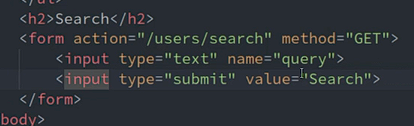 </ul>
<h2>Search</h2>
<form action="/users/search" method="GET">
<input type="text" name="query">
<input type="submit" value="Search">
</form>
body>